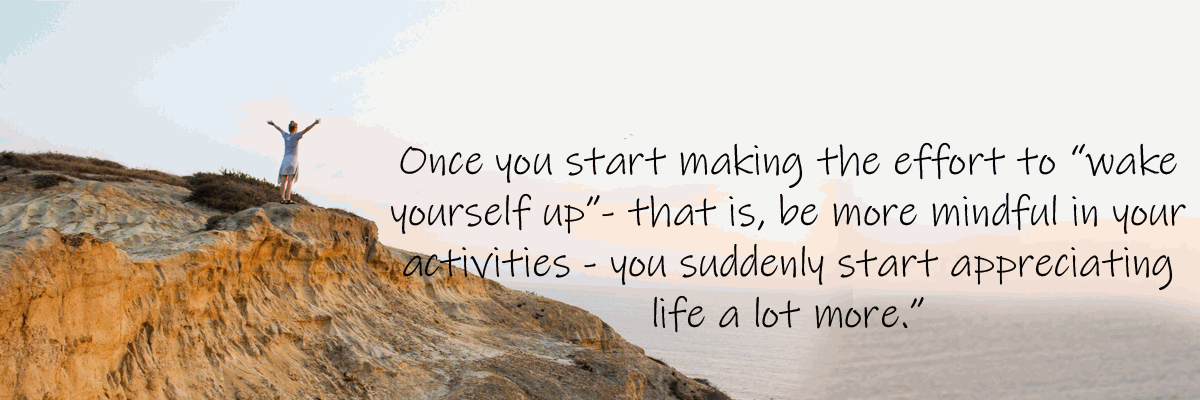 Once you start making the effort to “wake
yourself up”- that is, be more mindful in your
activities - you suddenly start appreciating
life a lot more.”